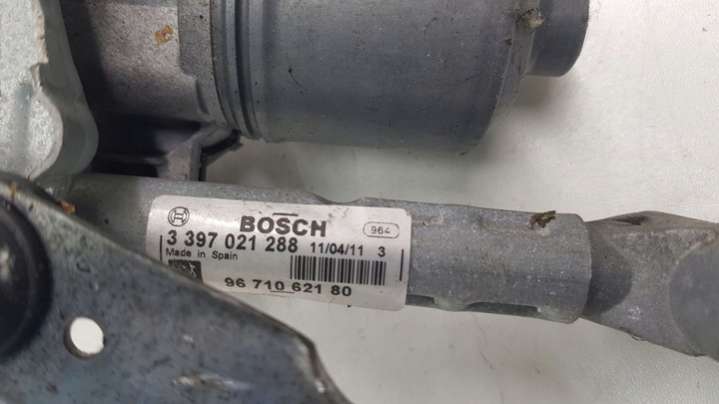 BOSCH 964
3 397 021 288 11/04/11 3
Made in Spain
96 710 621 80